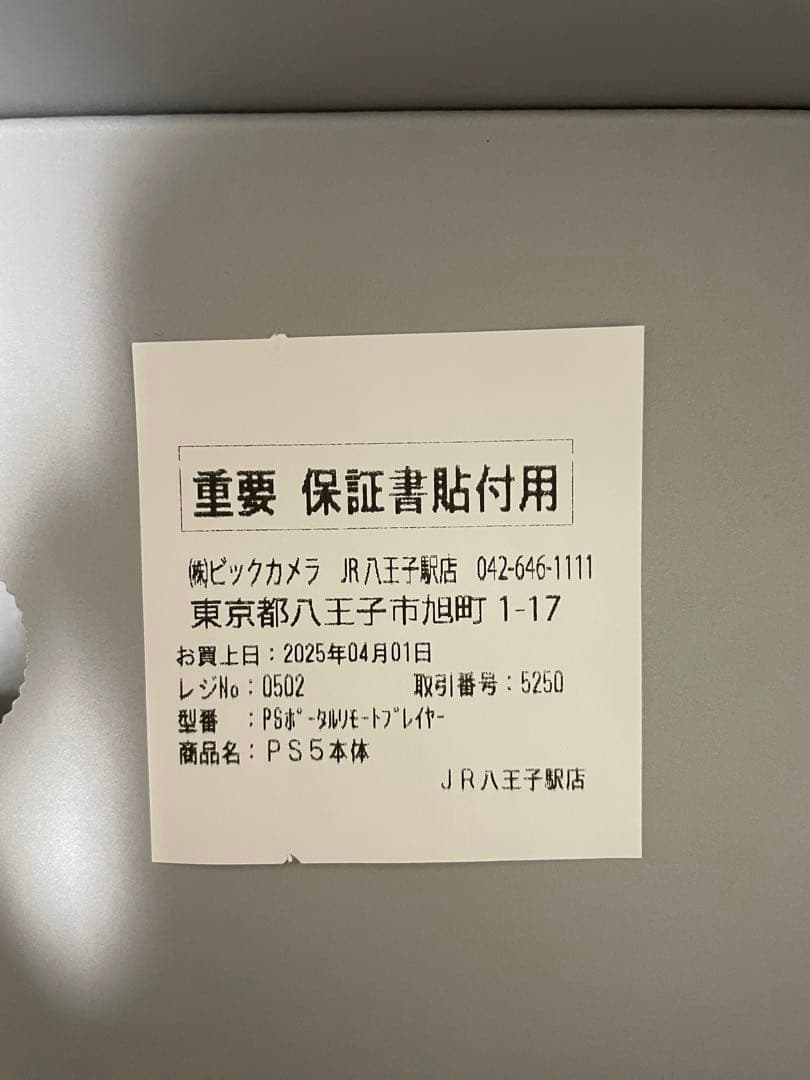 重要 保証書貼付用
㈱ビックカメラ JR八王子駅店 042-646-1111
東京都八王子市旭町1-17
お買上日：2025年04月01日
レジNo：0502 取引番号：5250
型番 ：PSﾎﾟｰﾀﾙﾘﾓｰﾄﾌﾟﾚｲﾔｰ
商品名：ＰＳ５本体
ＪＲ八王子駅店